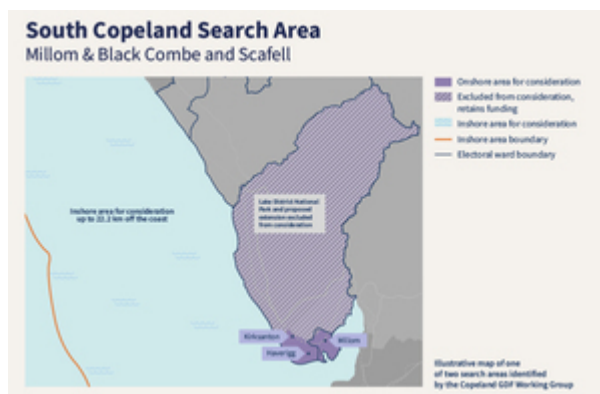 South Copeland Search Area
Millom & Black Combe and Scafell
Onshore area for consideration
Excluded from consideration,
retains funding
Inshore area for consideration
Inshore area boundary
Electoral ward boundary
Lake District National
Park and proposed
extension excluded
from consideration
Inshore area for consideration
up to 22.2 km off the coast
Kirksanton
Millom
Haverigg
Illustrative map of one
of two search areas identified
by the Copeland GDF Working Group